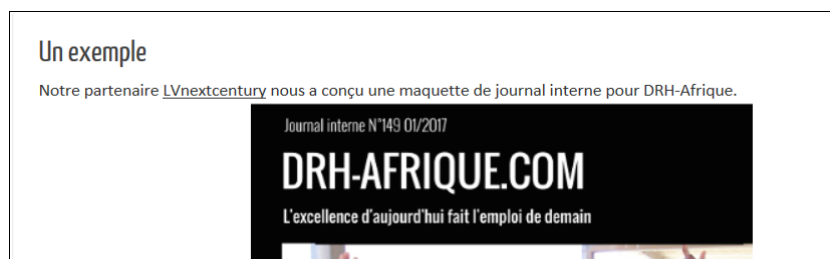 Un exemple
Notre partenaire LVnextcentury nous a conçu une maquette de journal interne pour DRH-Afrique.
Journal interne N°149 01/2017
DRH-AFRIQUE.COM
L'excellence d'aujourd'hui fait l'emploi de demain